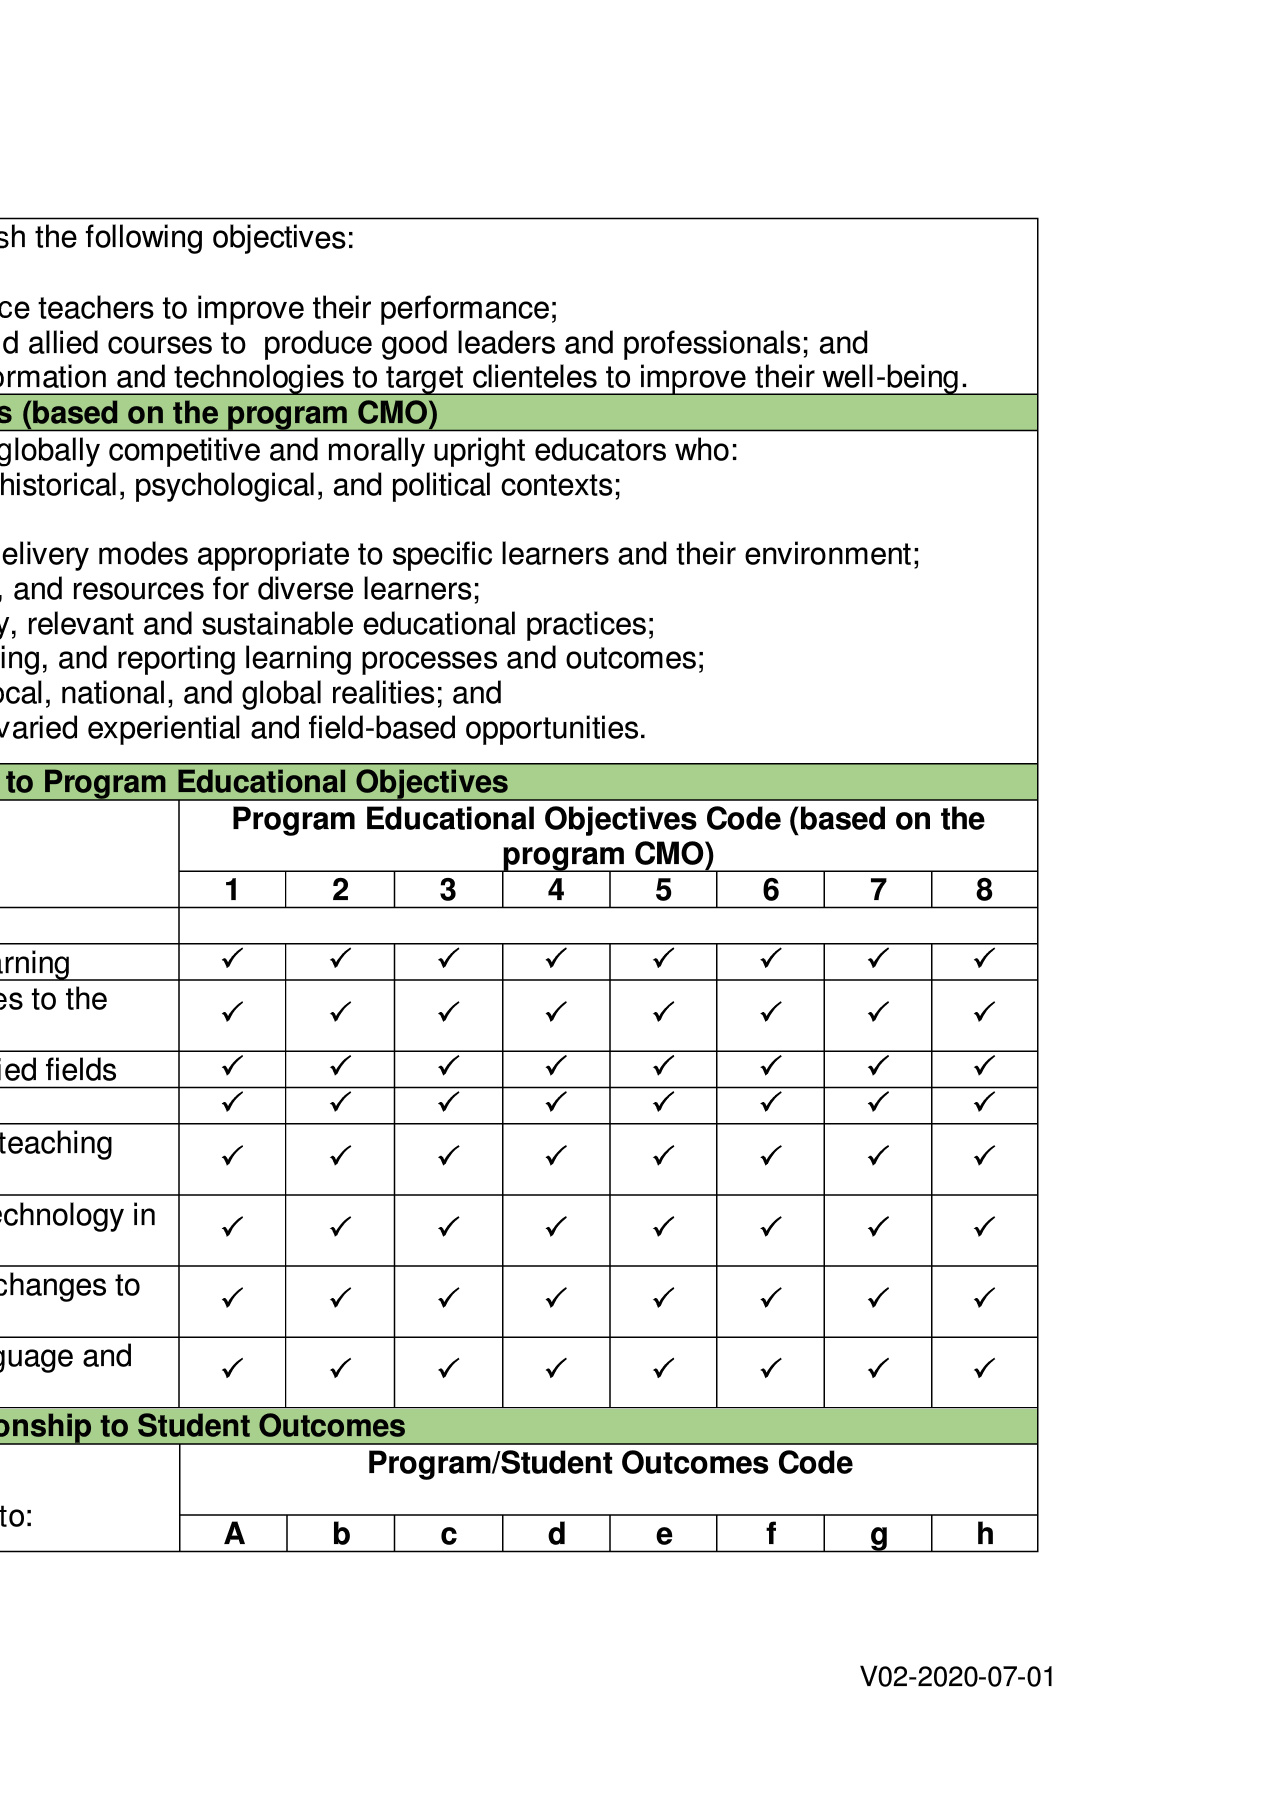 sh the following objectives:
ce teachers to improve their performance;
d allied courses to  produce good leaders and professionals; and
ormation and technologies to target clienteles to improve their well-being.
s (based on the program CMO)
globally competitive and morally upright educators who:
historical, psychological, and political contexts;
elivery modes appropriate to specific learners and their environment;
, and resources for diverse learners;
y, relevant and sustainable educational practices;
ing, and reporting learning processes and outcomes;
ocal, national, and global realities; and
varied experiential and field-based opportunities.
to Program Educational Objectives
Program Educational Objectives Code (based on the
program CMO)
1 2 3 4 5 6 7 8
arning ✓ ✓ ✓ ✓ ✓ ✓ ✓ ✓
es to the
✓ ✓ ✓ ✓ ✓ ✓ ✓ ✓
ied fields ✓ ✓ ✓ ✓ ✓ ✓ ✓ ✓
✓ ✓ ✓ ✓ ✓ ✓ ✓ ✓
teaching
✓ ✓ ✓ ✓ ✓ ✓ ✓ ✓
echnology in
✓ ✓ ✓ ✓ ✓ ✓ ✓ ✓
changes to
✓ ✓ ✓ ✓ ✓ ✓ ✓ ✓
guage and
✓ ✓ ✓ ✓ ✓ ✓ ✓ ✓
onship to Student Outcomes
Program/Student Outcomes Code
to:
A b c d e f g h
V02-2020-07-01